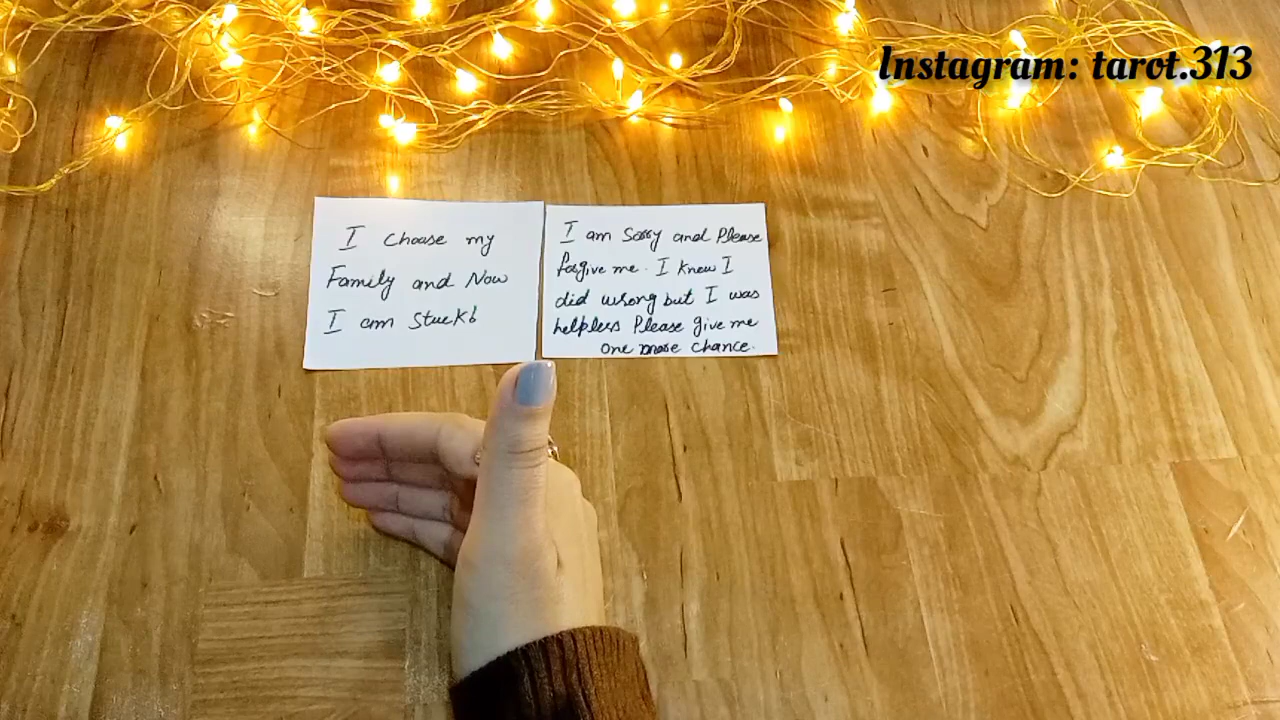 Instagram: tarot.313
I choose my
Family and Now
I am stuck!
I am Sorry and Please
forgive me. I know I
did wrong but I was
helpless Please give me
one more chance.